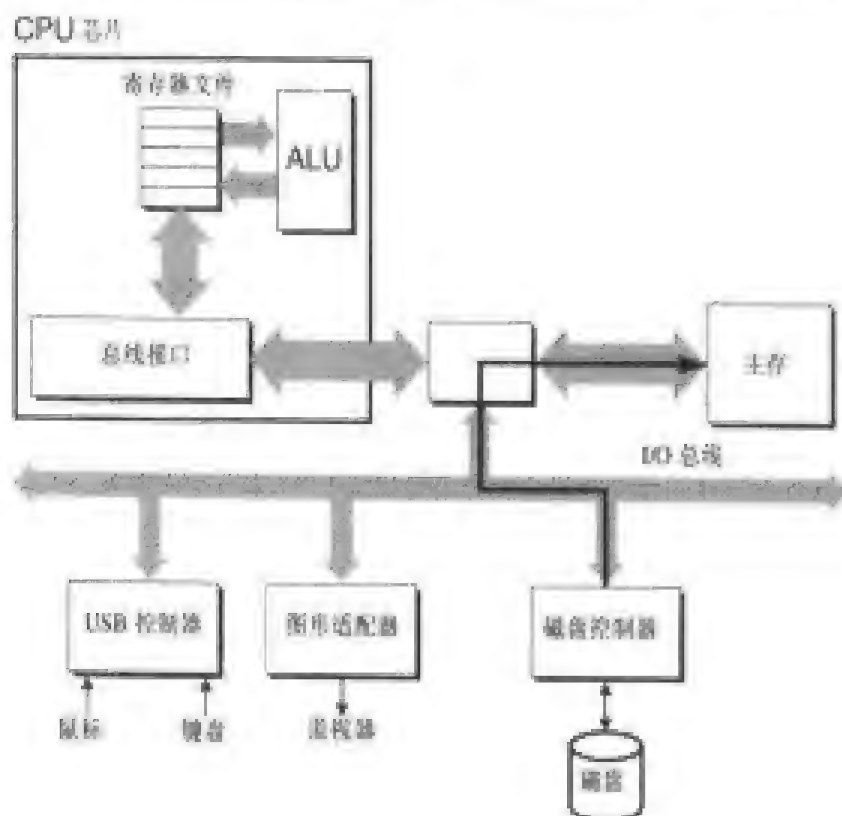 CPU 芯片
寄存器文件
ALU
总线接口
主存
I/O 总线
USB 控制器
图形适配器
磁盘控制器
鼠标
键盘
监视器
磁盘